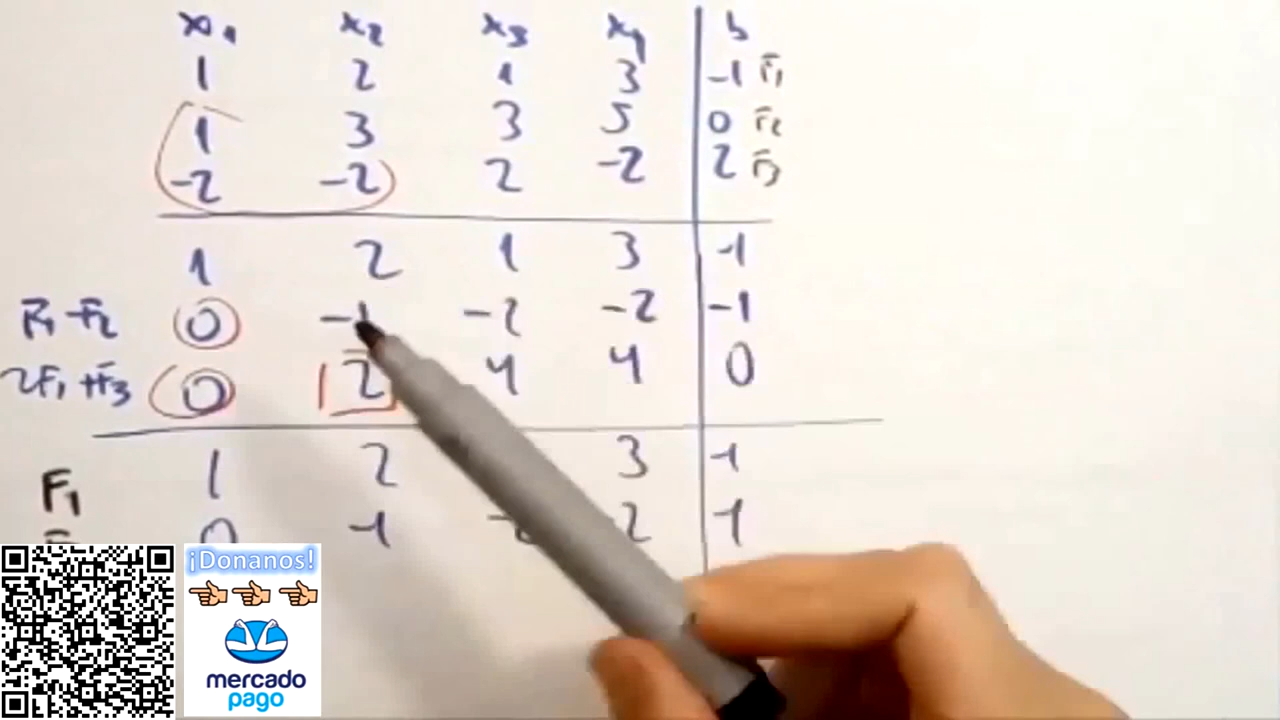 x1 x2 x3 x4 b
1 2 1 3 -1 F1
1 3 3 5 0 F2
-2 -2 2 -2 2 F3
1 2 1 3 -1
F1-F2 0 -1 -2 -2 -1
2F1+F3 0 2 4 4 0
F1 1 2 3 -1
0 -1 2 -1
¡Donanos!
mercado
pago